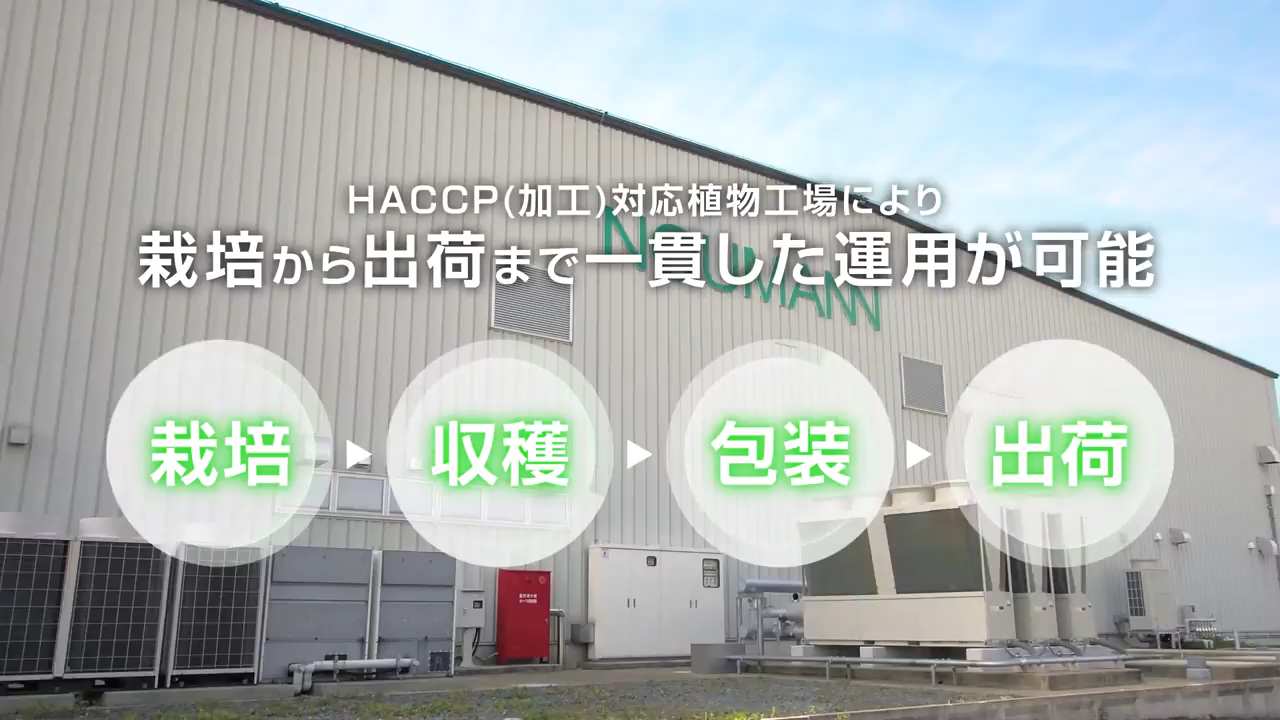 HACCP(加工)対応植物工場により
栽培から出荷まで一貫した運用が可能
NOUMANN
栽培
収穫
包装
出荷